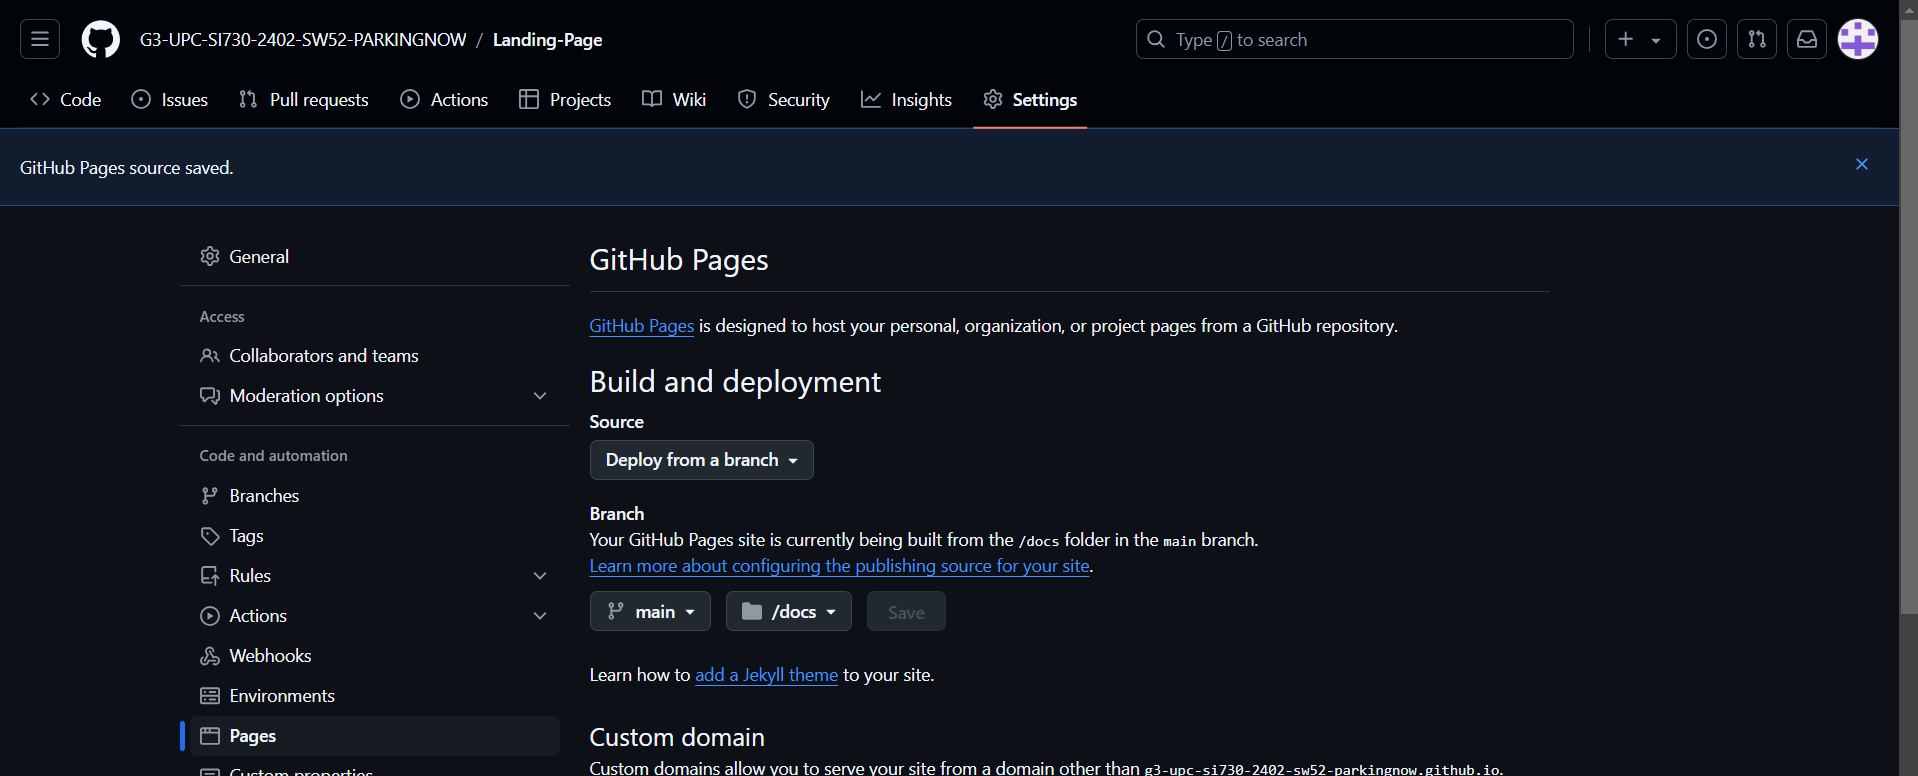 G3-UPC-SI730-2402-SW52-PARKINGNOW / Landing-Page
Type / to search
Code
Issues
Pull requests
Actions
Projects
Wiki
Security
Insights
Settings
GitHub Pages source saved.
General
Access
Collaborators and teams
Moderation options
Code and automation
Branches
Tags
Rules
Actions
Webhooks
Environments
Pages
Custom properties
GitHub Pages
GitHub Pages is designed to host your personal, organization, or project pages from a GitHub repository.
Build and deployment
Source
Deploy from a branch
Branch
Your GitHub Pages site is currently being built from the /docs folder in the main branch.
Learn more about configuring the publishing source for your site.
main
/docs
Save
Learn how to add a Jekyll theme to your site.
Custom domain
Custom domains allow you to serve your site from a domain other than g3-upc-si730-2402-sw52-parkingnow.github.io.